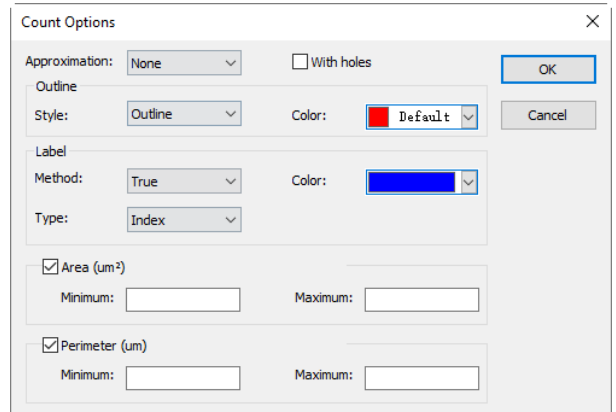 Count Options
Approximation: None With holes OK
Outline
Style: Outline Color: Default Cancel
Label
Method: True Color:
Type: Index
Area (um²)
Minimum: Maximum:
Perimeter (um)
Minimum: Maximum: